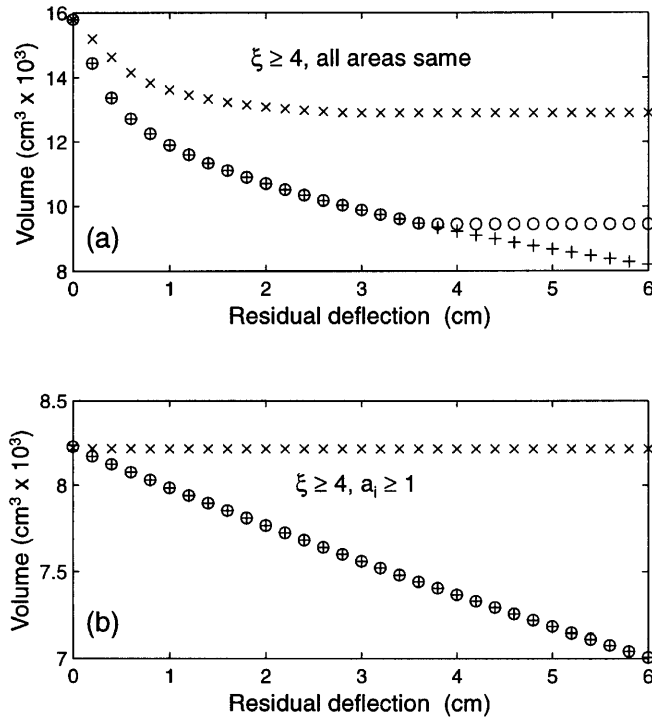 16
14
12
10
8
Volume (cm³ x 10³)
ξ ≥ 4, all areas same
(a)
0 1 2 3 4 5 6
Residual deflection (cm)
8.5
8
7.5
7
Volume (cm³ x 10³)
ξ ≥ 4, aᵢ ≥ 1
(b)
0 1 2 3 4 5 6
Residual deflection (cm)